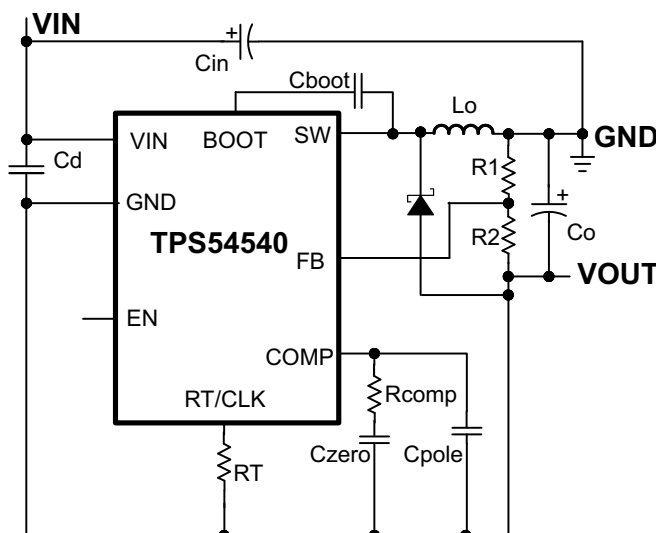 VIN
Cin
Cboot
Lo
VIN
BOOT
SW
GND
Cd
R1
GND
TPS54540
R2
Co
FB
VOUT
EN
COMP
RT/CLK
Rcomp
RT
Czero
Cpole
+
+